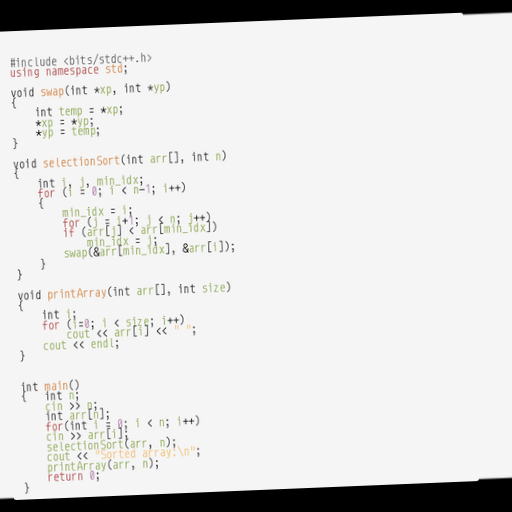 #include <bits/stdc++.h>
using namespace std;

void swap(int *xp, int *yp)
{
    int temp = *xp;
    *xp = *yp;
    *yp = temp;
}

void selectionSort(int arr[], int n)
{
    int i, j, min_idx;
    for (i = 0; i < n-1; i++)
    {
        min_idx = i;
        for (j = i+1; j < n; j++)
        if (arr[j] < arr[min_idx])
            min_idx = j;
        swap(&arr[min_idx], &arr[i]);
    }
}

void printArray(int arr[], int size)
{
    int i;
    for (i=0; i < size; i++)
        cout << arr[i] << " ";
    cout << endl;
}


int main()
{   int n;
    cin >> n;
    int arr[n];
    for(int i = 0; i < n; i++)
    cin >> arr[i];
    selectionSort(arr, n);
    cout << "Sorted array:\n";
    printArray(arr, n);
    return 0;
}